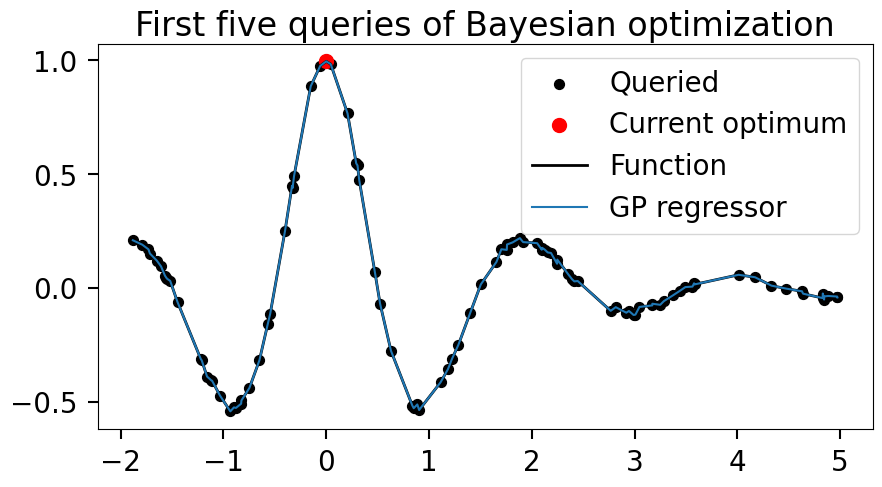 First five queries of Bayesian optimization
1.0
0.5
0.0
−0.5
Queried
Current optimum
Function
GP regressor
−2 −1 0 1 2 3 4 5